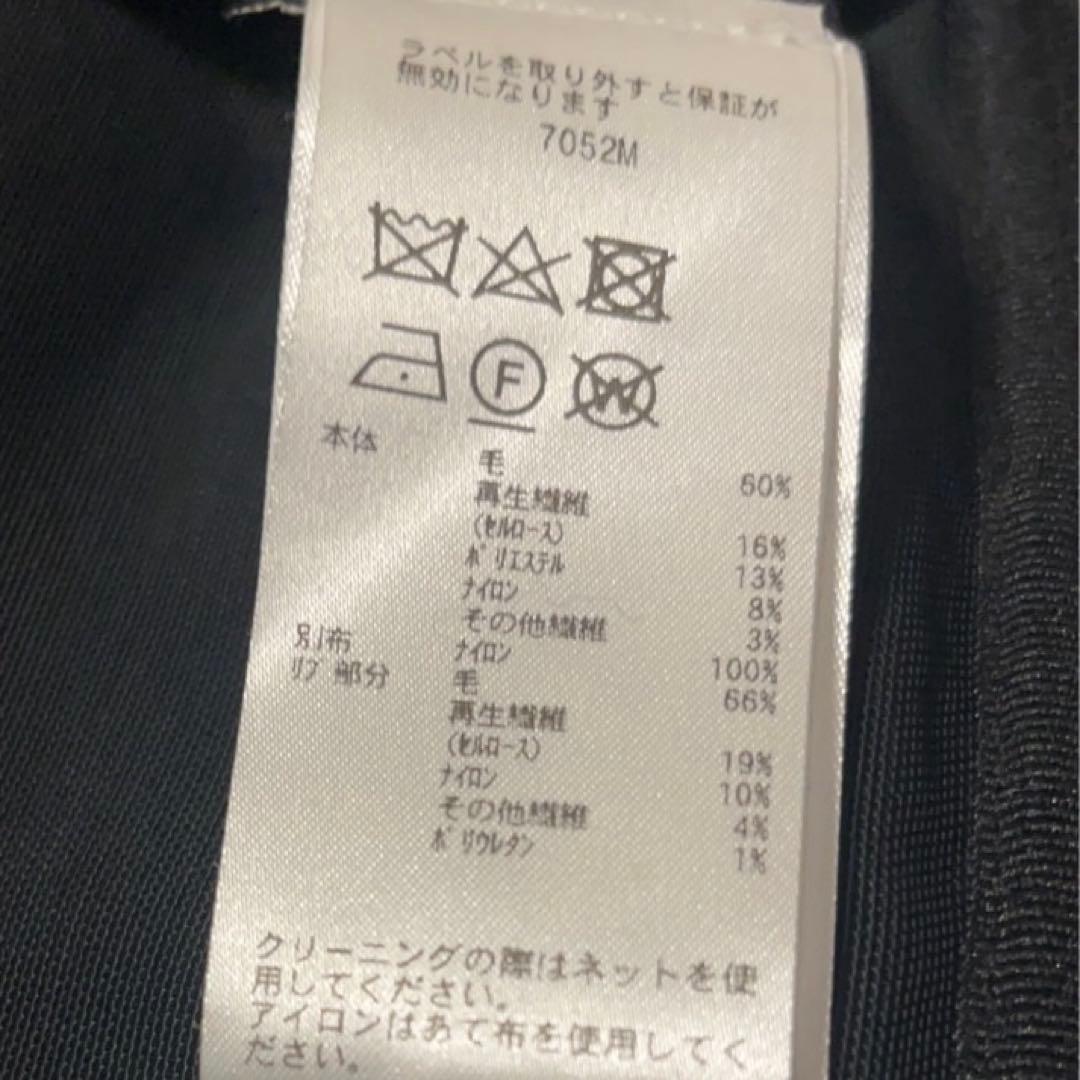 ラベルを取り外すと保証が
無効になります
7052M
F
W
本体
毛 60%
再生繊維
(セルロース) 16%
ポリエステル 13%
ナイロン 8%
その他繊維 3%
別布 ナイロン 100%
リブ部分 毛 66%
再生繊維
(セルロース) 19%
ナイロン 10%
その他繊維 4%
ポリウレタン 1%
クリーニングの際はネットを使
用してください。
アイロンはあて布を使用してく
ださい。